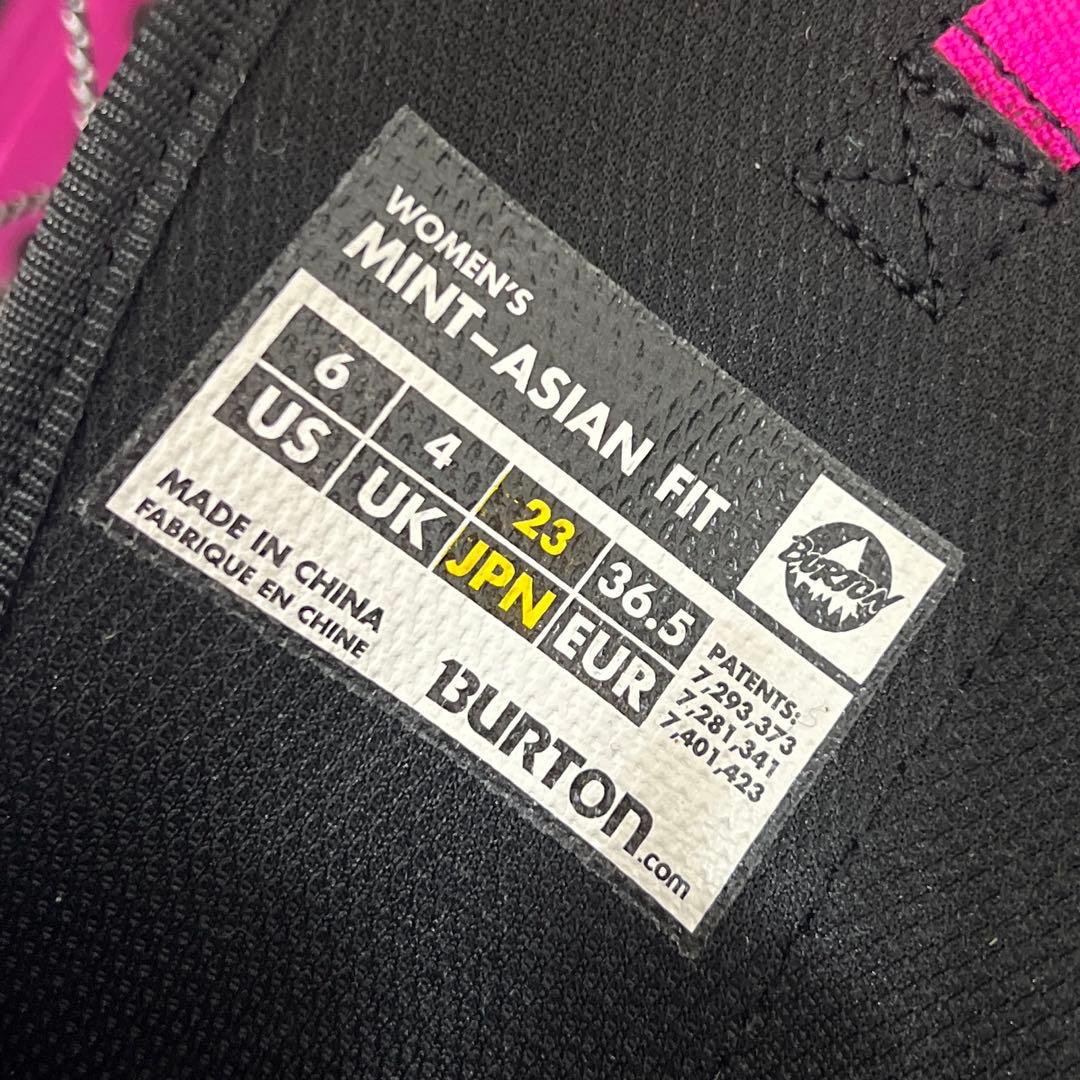 WOMEN'S
MINT-ASIAN FIT
6 4 23 36.5
US UK JPN EUR
MADE IN CHINA
FABRIQUE EN CHINE
BURTON
PATENTS:
7,293,373
7,281,341
7,401,423
BURTON.com